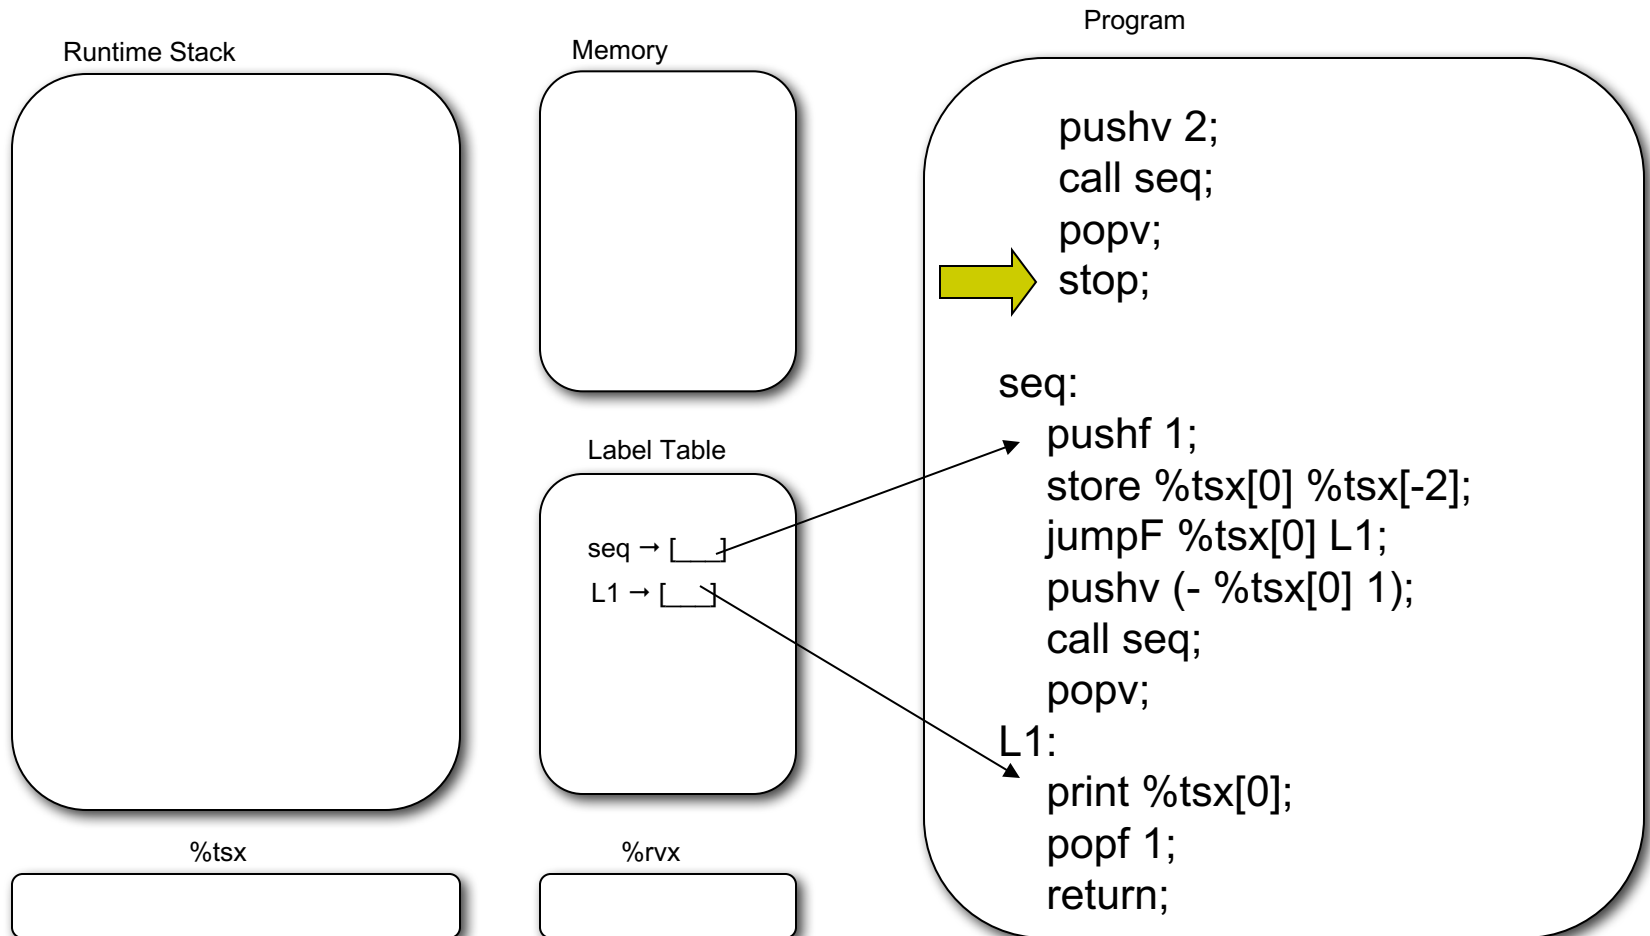 Program
Runtime Stack
Memory
pushv 2;
call seq;
popv;
stop;
seq:
pushf 1;
store %tsx[0] %tsx[-2];
jumpF %tsx[0] L1;
pushv (- %tsx[0] 1);
call seq;
popv;
L1:
print %tsx[0];
popf 1;
return;
Label Table
seq → [___]
L1 → [___]
%tsx
%rvx